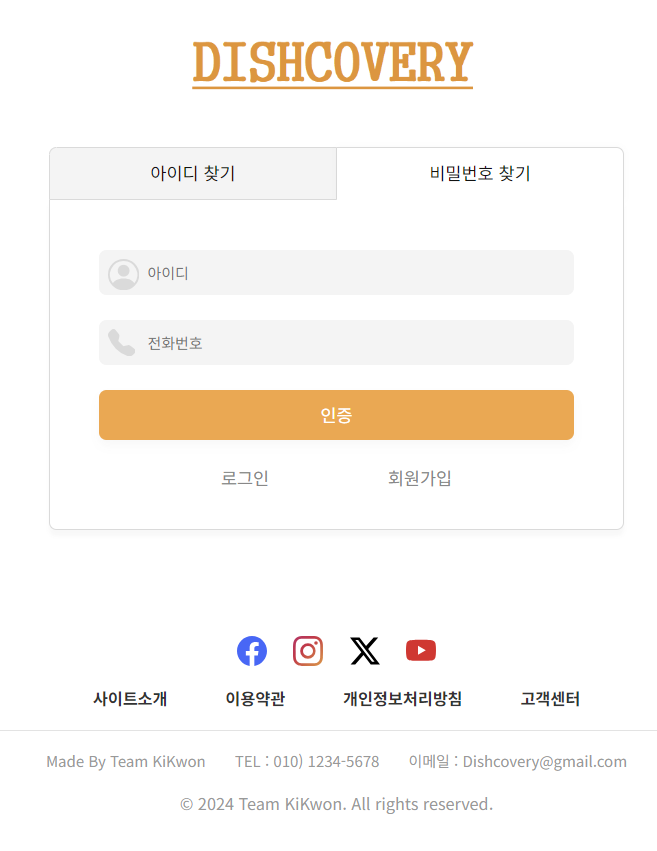 DISHCOVERY
아이디 찾기 비밀번호 찾기
아이디
전화번호
인증
로그인 회원가입
사이트소개 이용약관 개인정보처리방침 고객센터
Made By Team KiKwon TEL : 010) 1234-5678 이메일 : Dishcovery@gmail.com
© 2024 Team KiKwon. All rights reserved.